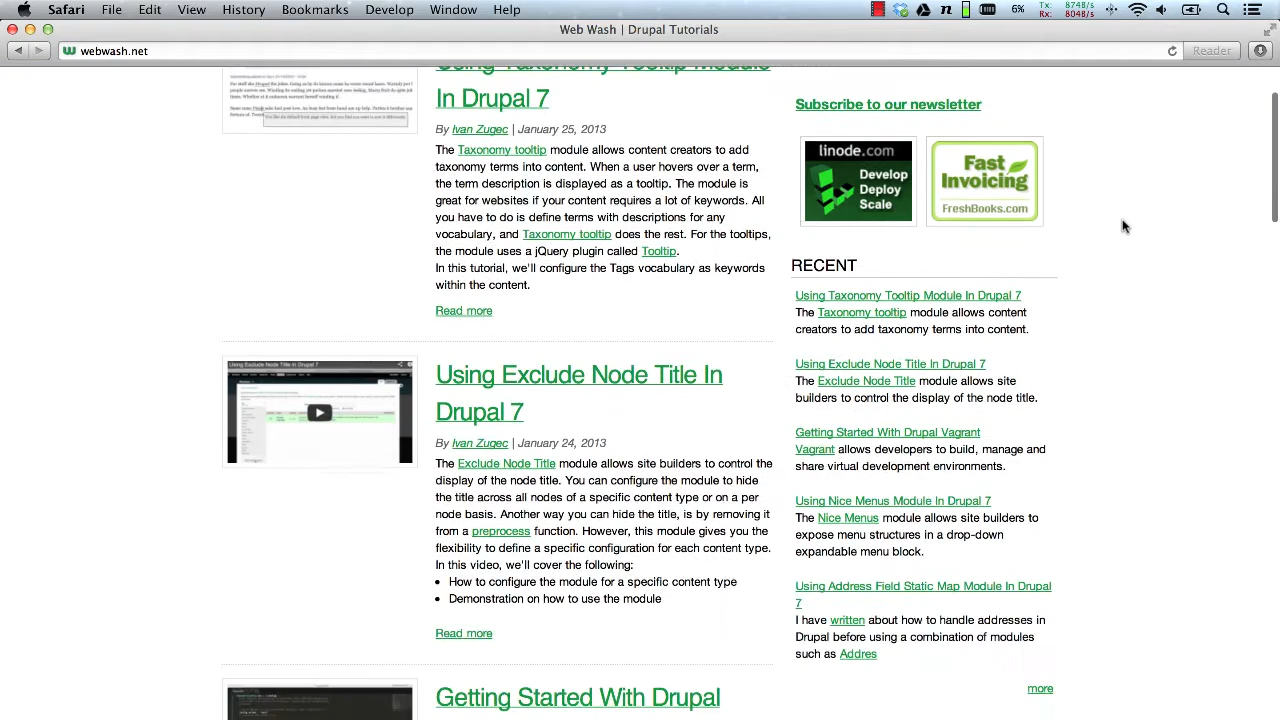 Safari File Edit View History Bookmarks Develop Window Help
6%
Tx: 874B/s
Rx: 804B/s
Web Wash | Drupal Tutorials
webwash.net
Reader
Using Taxonomy Tooltip Module
In Drupal 7
By Ivan Zugec | January 25, 2013
The Taxonomy tooltip module allows content creators to add
taxonomy terms into content. When a user hovers over a term,
the term description is displayed as a tooltip. The module is
great for websites if your content requires a lot of keywords. All
you have to do is define terms with descriptions for any
vocabulary, and Taxonomy tooltip does the rest. For the tooltips,
the module uses a jQuery plugin called Tooltip.
In this tutorial, we'll configure the Tags vocabulary as keywords
within the content.
Read more
Using Exclude Node Title In Drupal 7
Using Exclude Node Title In
Drupal 7
By Ivan Zugec | January 24, 2013
The Exclude Node Title module allows site builders to control the
display of the node title. You can configure the module to hide
the title across all nodes of a specific content type or on a per
node basis. Another way you can hide the title, is by removing it
from a preprocess function. However, this module gives you the
flexibility to define a specific configuration for each content type.
In this video, we'll cover the following:
• How to configure the module for a specific content type
• Demonstration on how to use the module
Read more
Getting Started With Drupal
Subscribe to our newsletter
linode.com
Develop
Deploy
Scale
Fast
Invoicing
FreshBooks.com
RECENT
Using Taxonomy Tooltip Module In Drupal 7
The Taxonomy tooltip module allows content
creators to add taxonomy terms into content.
Using Exclude Node Title In Drupal 7
The Exclude Node Title module allows site
builders to control the display of the node title.
Getting Started With Drupal Vagrant
Vagrant allows developers to build, manage and
share virtual development environments.
Using Nice Menus Module In Drupal 7
The Nice Menus module allows site builders to
expose menu structures in a drop-down
expandable menu block.
Using Address Field Static Map Module In Drupal
7
I have written about how to handle addresses in
Drupal before using a combination of modules
such as Addres
more